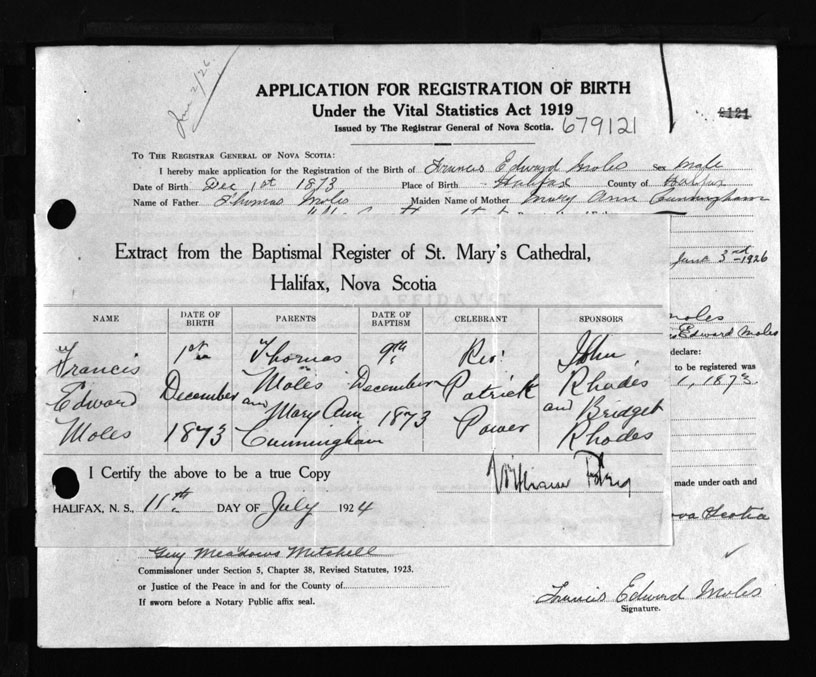 June 2/26
APPLICATION FOR REGISTRATION OF BIRTH
Under the Vital Statistics Act 1919
2121
Issued by The Registrar General of Nova Scotia. 679121
TO THE REGISTRAR GENERAL OF NOVA SCOTIA:
I hereby make application for the Registration of the Birth of Francis Edward Moles Sex Male
Date of Birth Dec 1st 1873 Place of Birth Halifax County of Halifax
Name of Father Thomas Moles Maiden Name of Mother Mary Ann Cunningham
Extract from the Baptismal Register of St. Mary's Cathedral,
Halifax, Nova Scotia
June 3rd 1926
NAME DATE OF BIRTH PARENTS DATE OF BAPTISM CELEBRANT SPONSORS
Moles
Edward Moles
Francis 1st Thomas 9th Rev. John
declare:
Edward December Moles December Patrick Rhodes
to be registered was
and Mary Ann and Bridget
1, 1873.
Moles 1873 Cunningham 1873 Power Rhodes
I Certify the above to be a true Copy
William
made under oath and
HALIFAX, N. S., 11th DAY OF July 1924
Nova Scotia
Guy Meadows Mitchell
Commissioner under Section 5, Chapter 38, Revised Statutes, 1923.
or Justice of the Peace in and for the County of
If sworn before a Notary Public affix seal.
Francis Edward Moles
Signature.